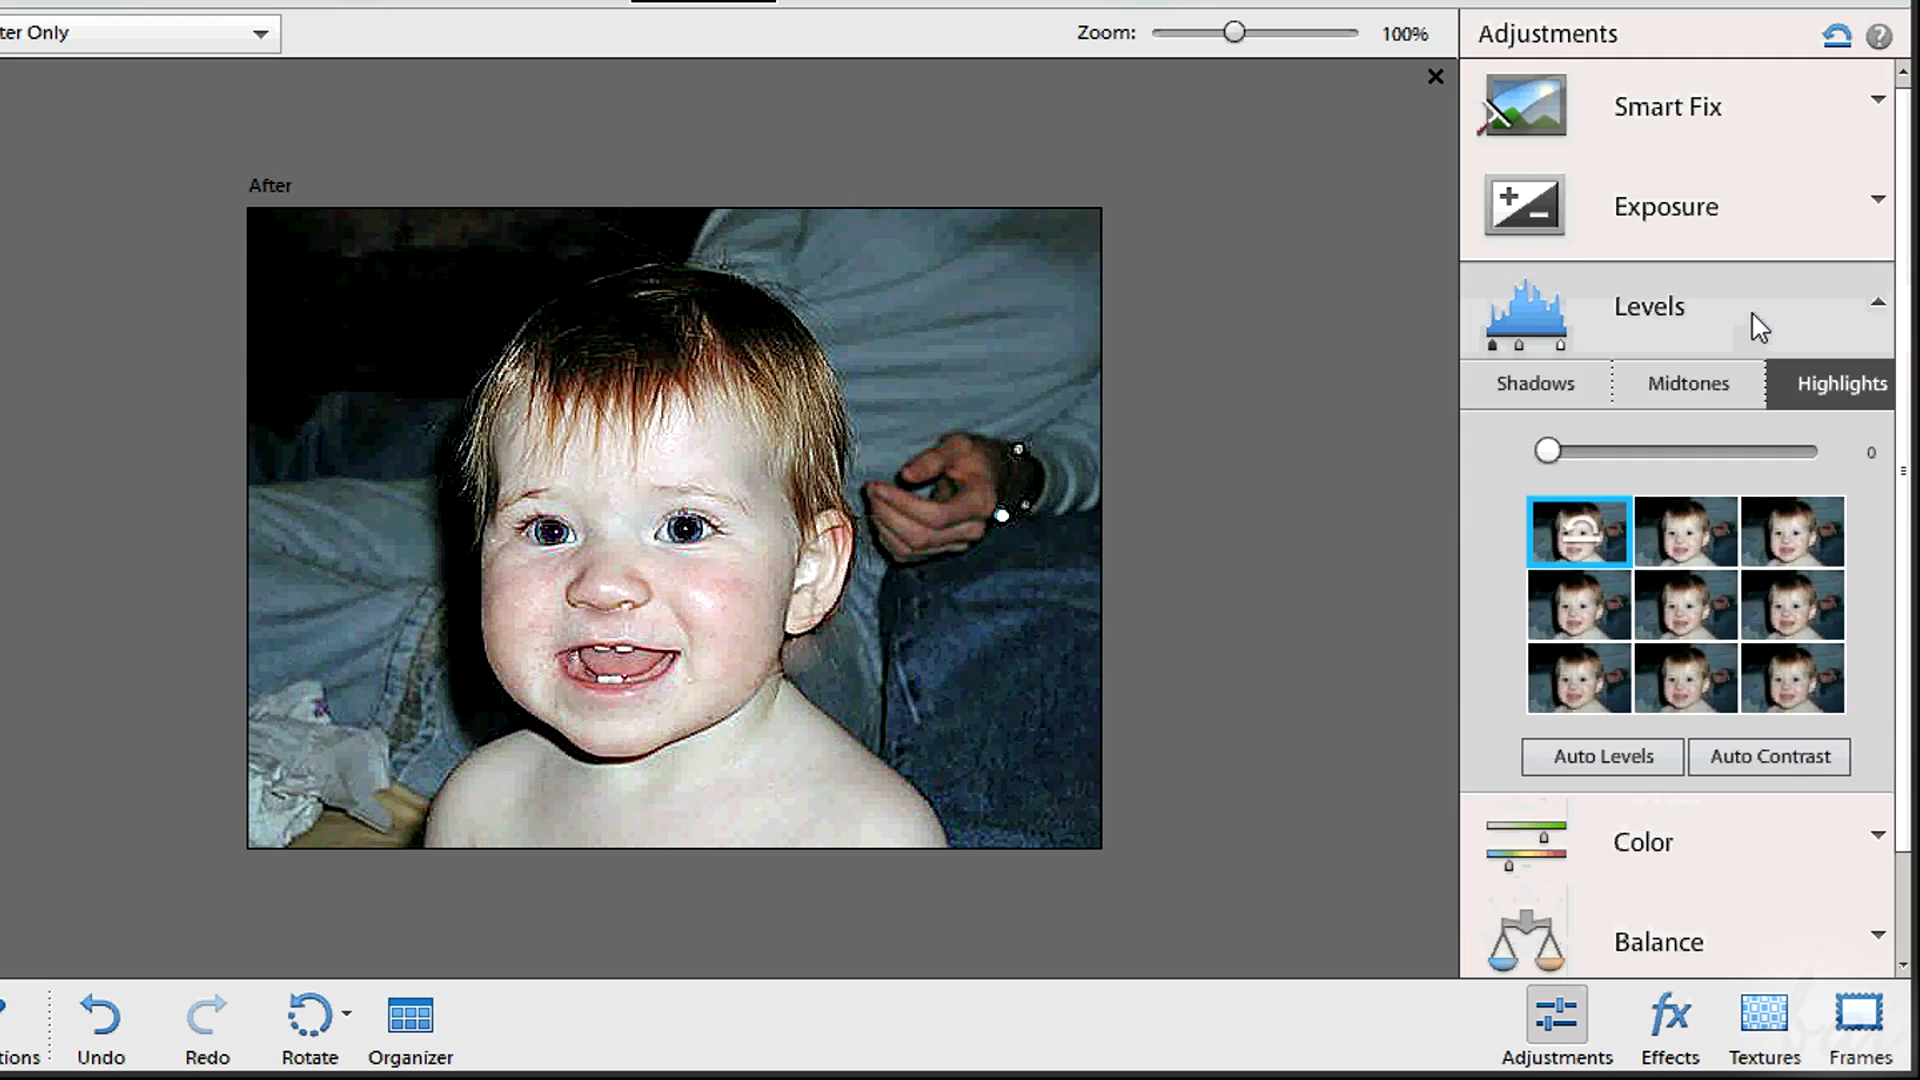 ter Only
Zoom: 100%
Adjustments
Smart Fix
After
Exposure
Levels
Shadows Midtones Highlights
0
Auto Levels Auto Contrast
Color
Balance
tions Undo Redo Rotate Organizer
Adjustments Effects Textures Frames